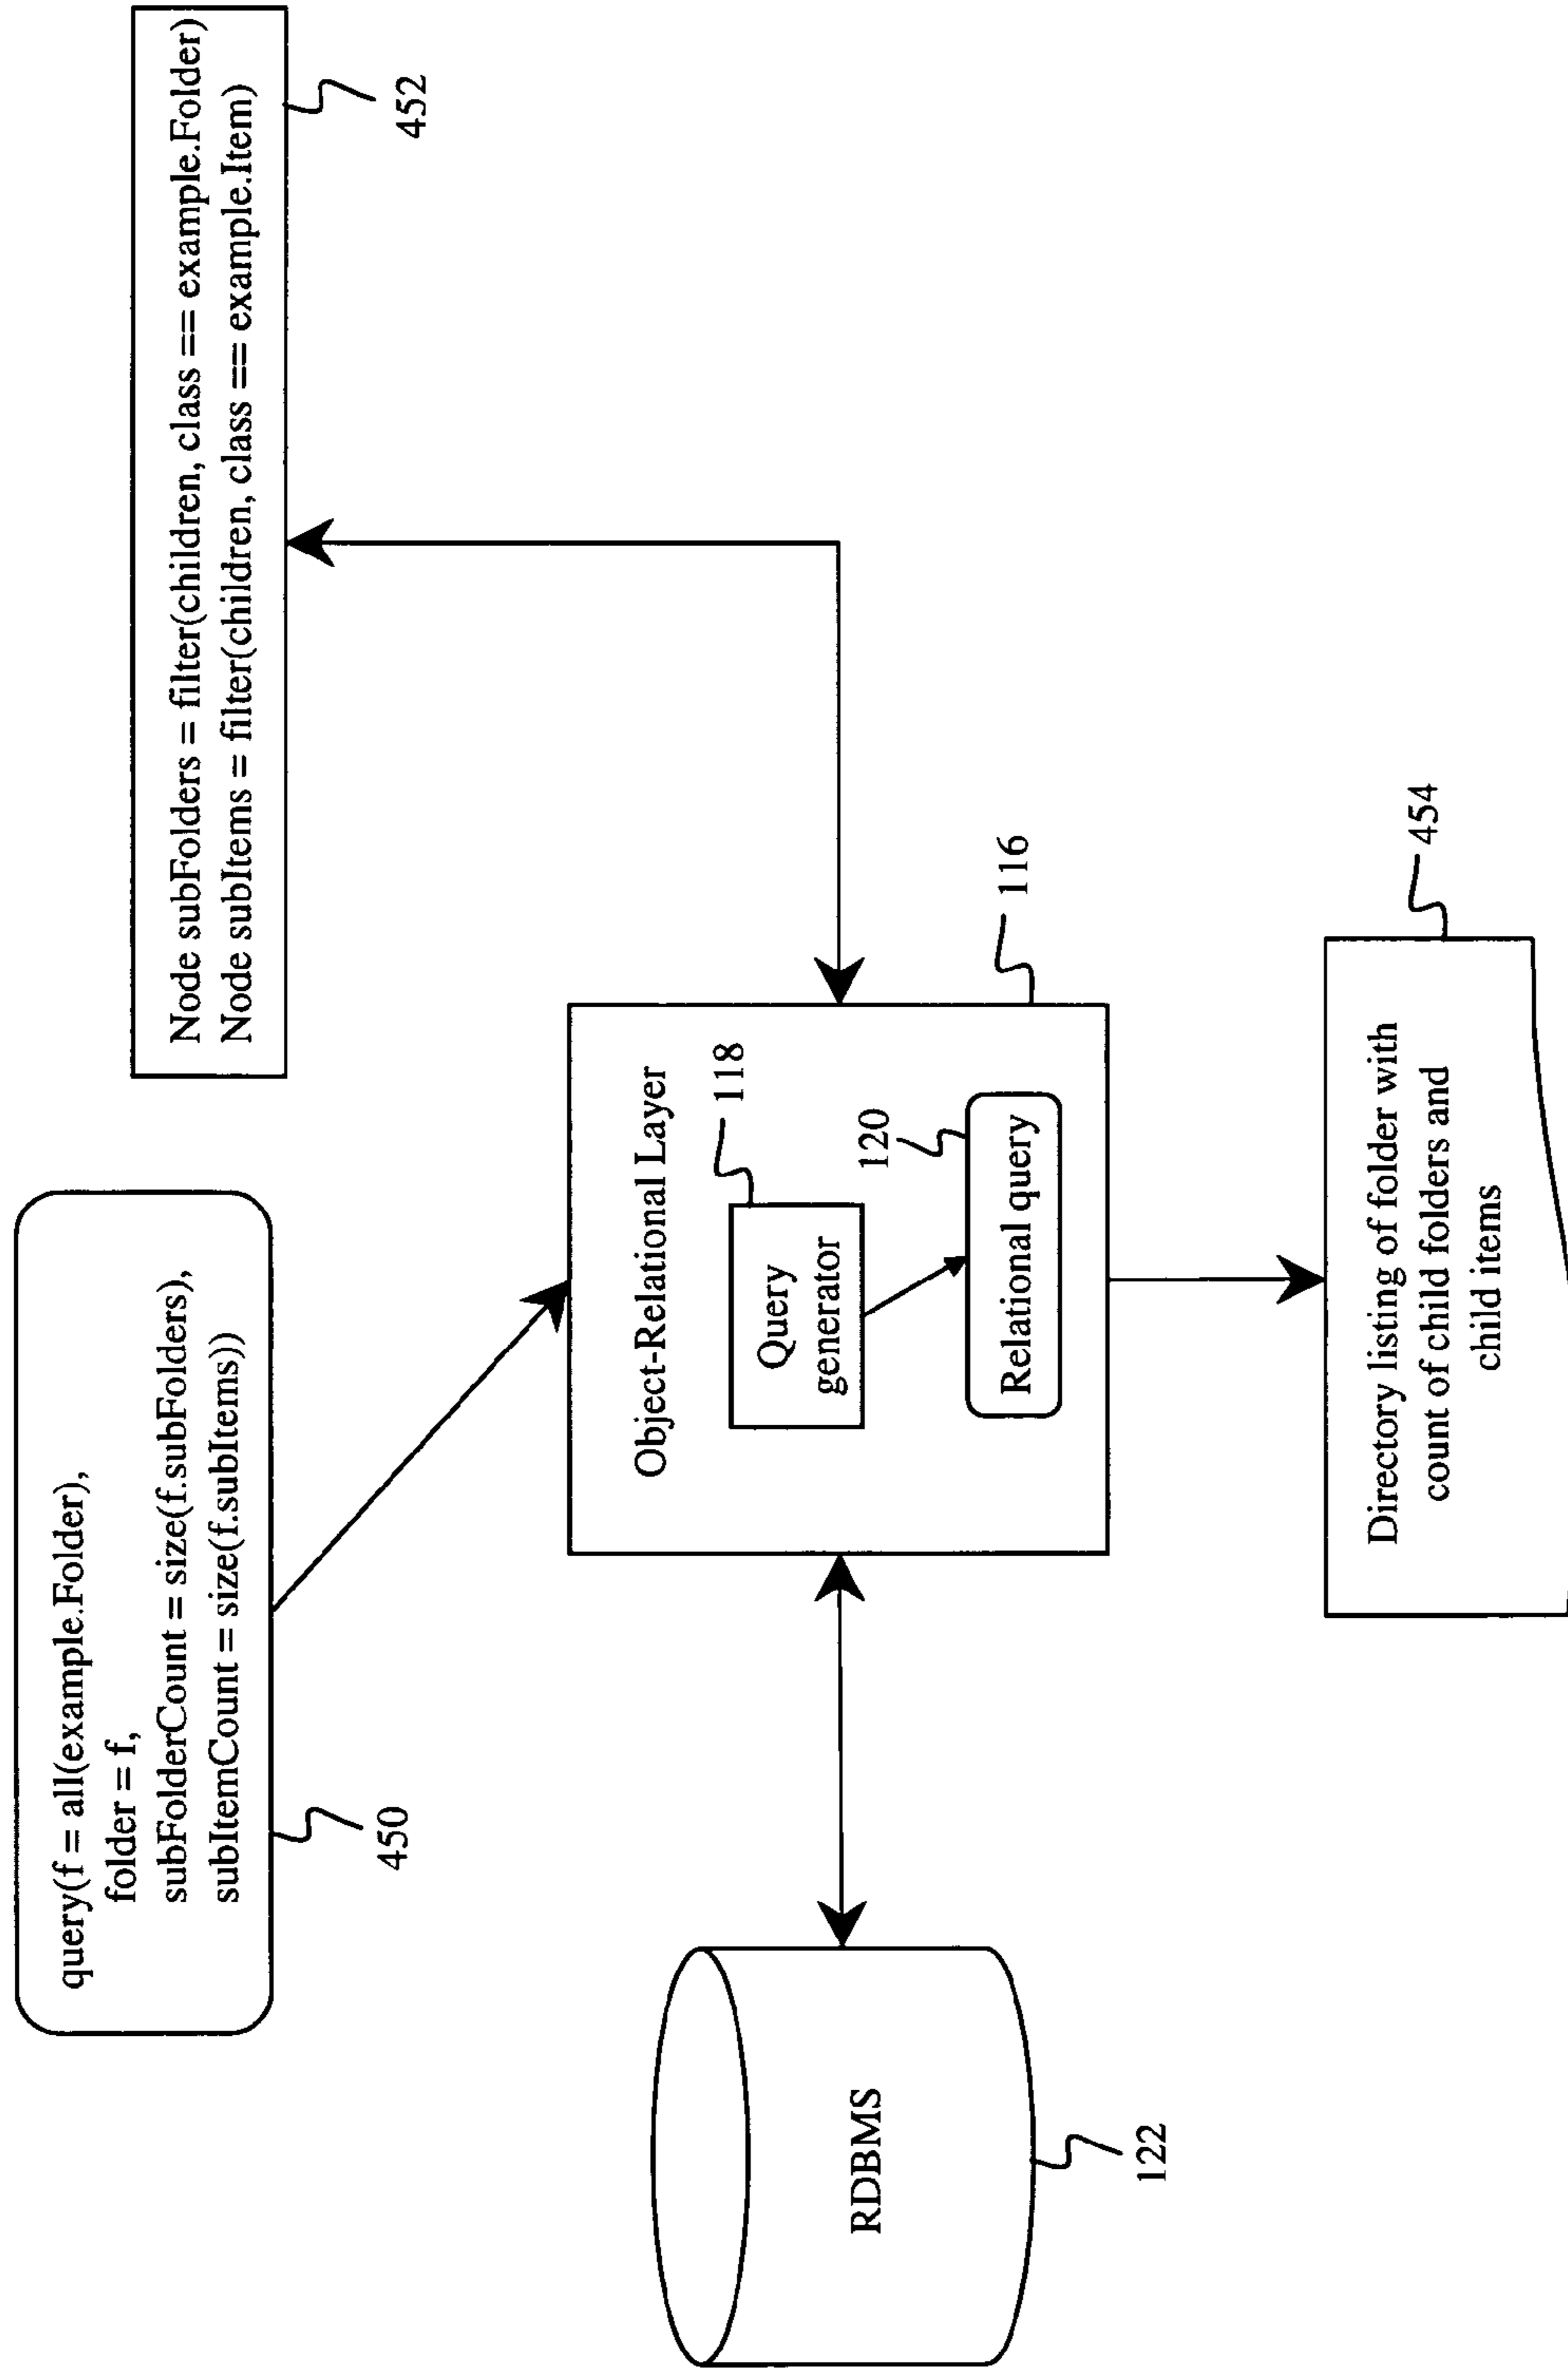 query(f = all(example.Folder),
folder = f,
subFolderCount = size(f.subFolders),
subItemCount = size(f.subItems))
450
Node subFolders = filter(children, class == example.Folder)
Node subItems = filter(children, class == example.Item)
452
Object-Relational Layer
118
Query
generator
120
Relational query
116
RDBMS
122
Directory listing of folder with
count of child folders and
child items
454